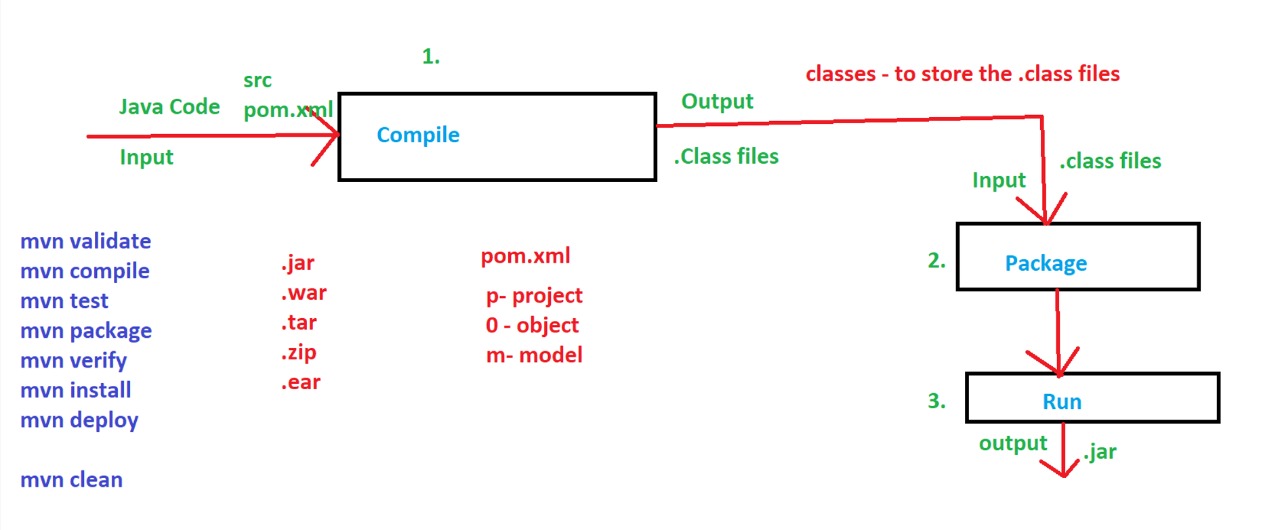 1.
classes - to store the .class files
src
Java Code
pom.xml
Output
Compile
Input
.Class files
.class files
Input
mvn validate
mvn compile
mvn test
mvn package
mvn verify
mvn install
mvn deploy
mvn clean
.jar
.war
.tar
.zip
.ear
pom.xml
p- project
0 - object
m- model
2.
Package
3.
Run
output
.jar